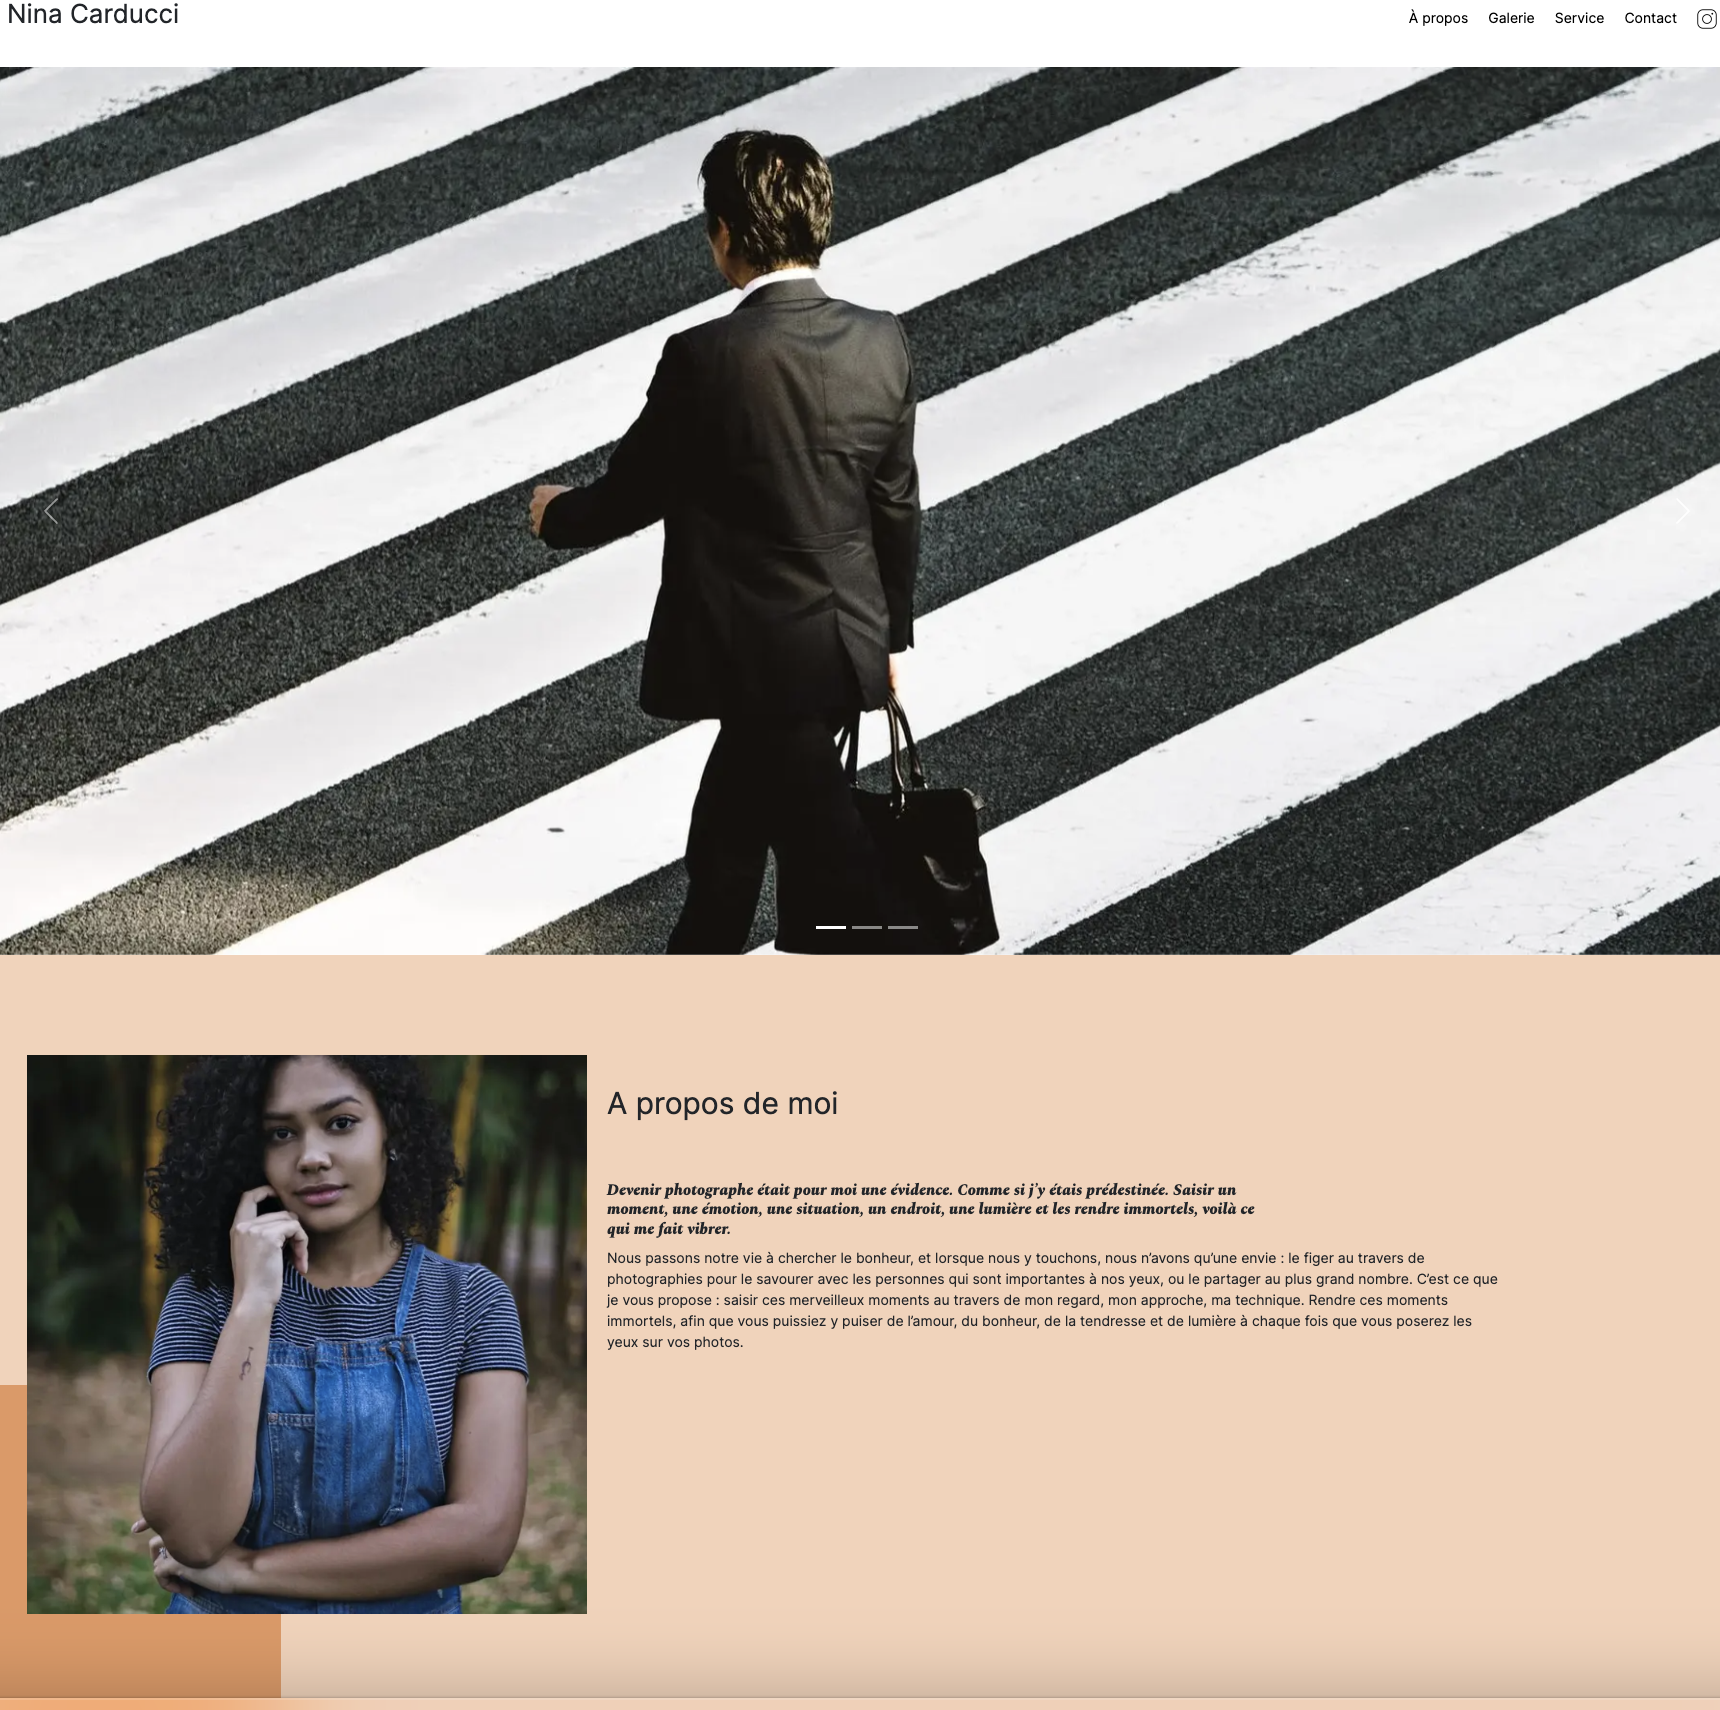 Nina Carducci
À propos Galerie Service Contact
A propos de moi
Devenir photographe était pour moi une évidence. Comme si j’y étais prédestinée. Saisir un
moment, une émotion, une situation, un endroit, une lumière et les rendre immortels, voilà ce
qui me fait vibrer.
Nous passons notre vie à chercher le bonheur, et lorsque nous y touchons, nous n’avons qu’une envie : le figer au travers de
photographies pour le savourer avec les personnes qui sont importantes à nos yeux, ou le partager au plus grand nombre. C’est ce que
je vous propose : saisir ces merveilleux moments au travers de mon regard, mon approche, ma technique. Rendre ces moments
immortels, afin que vous puissiez y puiser de l’amour, du bonheur, de la tendresse et de lumière à chaque fois que vous poserez les
yeux sur vos photos.